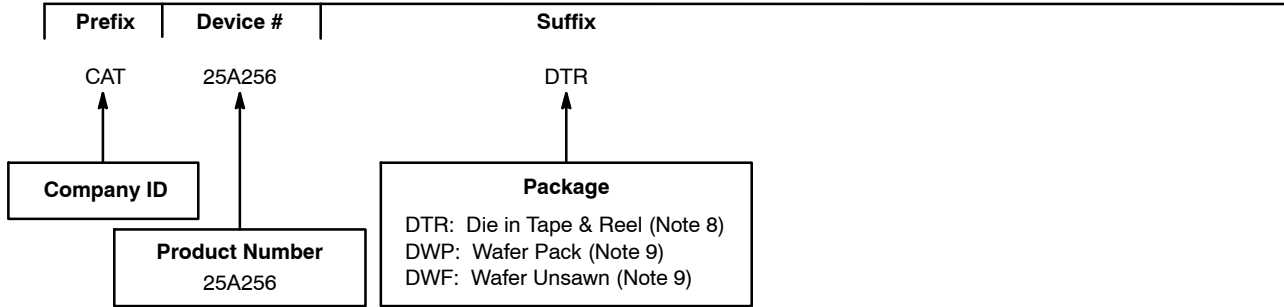 Prefix Device # Suffix
CAT 25A256 DTR
Company ID
Product Number
25A256
Package
DTR: Die in Tape & Reel (Note 8)
DWP: Wafer Pack (Note 9)
DWF: Wafer Unsawn (Note 9)